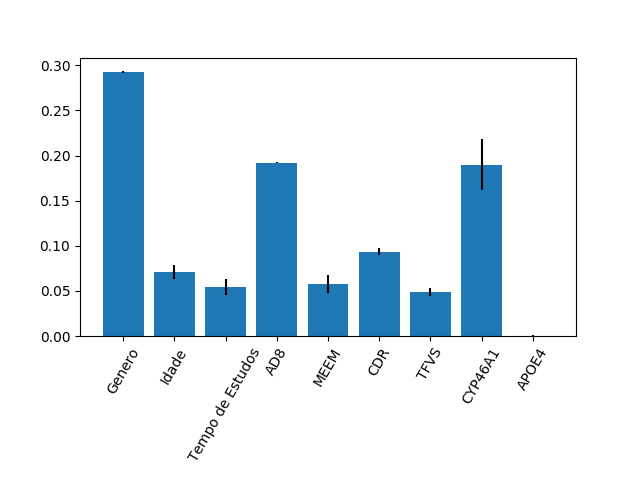 0.30
0.25
0.20
0.15
0.10
0.05
0.00
Genero
Idade
Tempo de Estudos
AD8
MEEM
CDR
TFVS
CYP46A1
APOE4